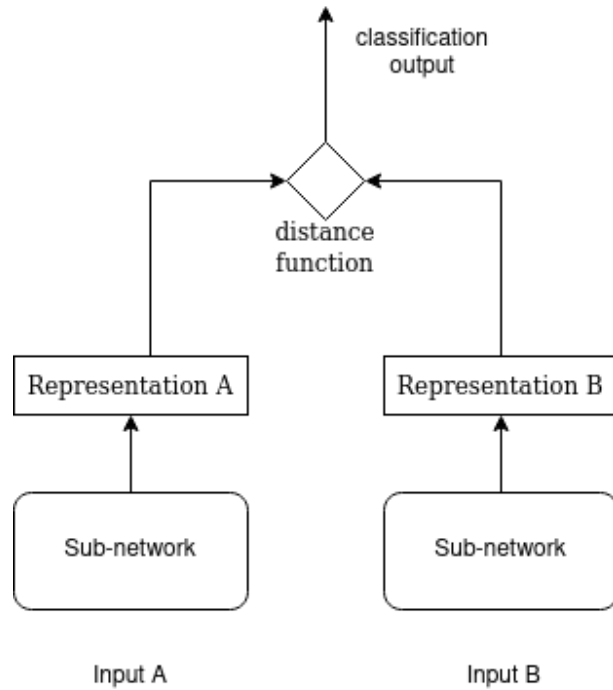 classification
output
distance
function
Representation A
Representation B
Sub-network
Sub-network
Input A
Input B